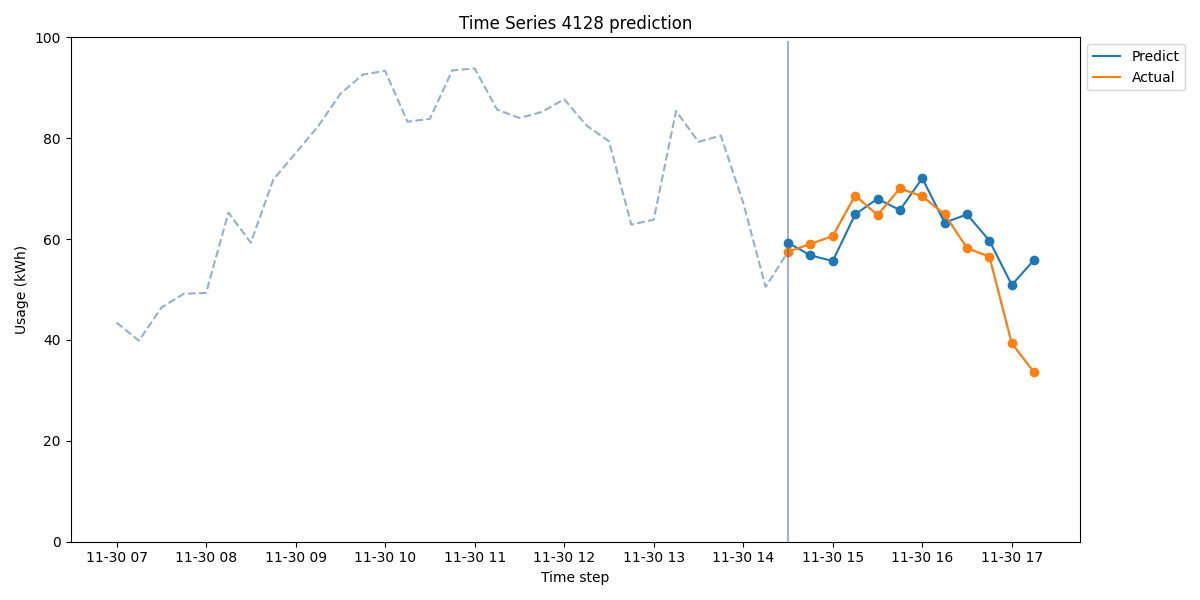 Time Series 4128 prediction
Predict
Actual
Usage (kWh)
100
80
60
40
20
0
11-30 07 11-30 08 11-30 09 11-30 10 11-30 11 11-30 12 11-30 13 11-30 14 11-30 15 11-30 16 11-30 17
Time step